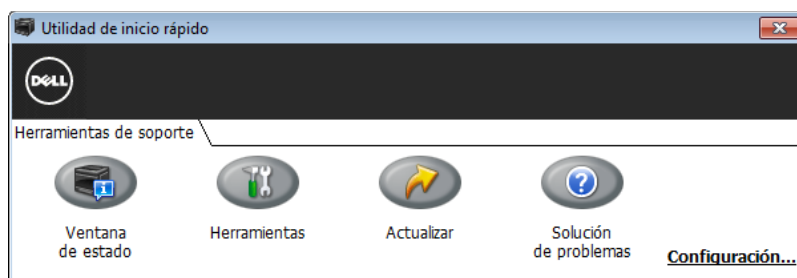 Utilidad de inicio rápido
DELL
Herramientas de soporte
Ventana
de estado
Herramientas
Actualizar
Solución
de problemas
Configuración...